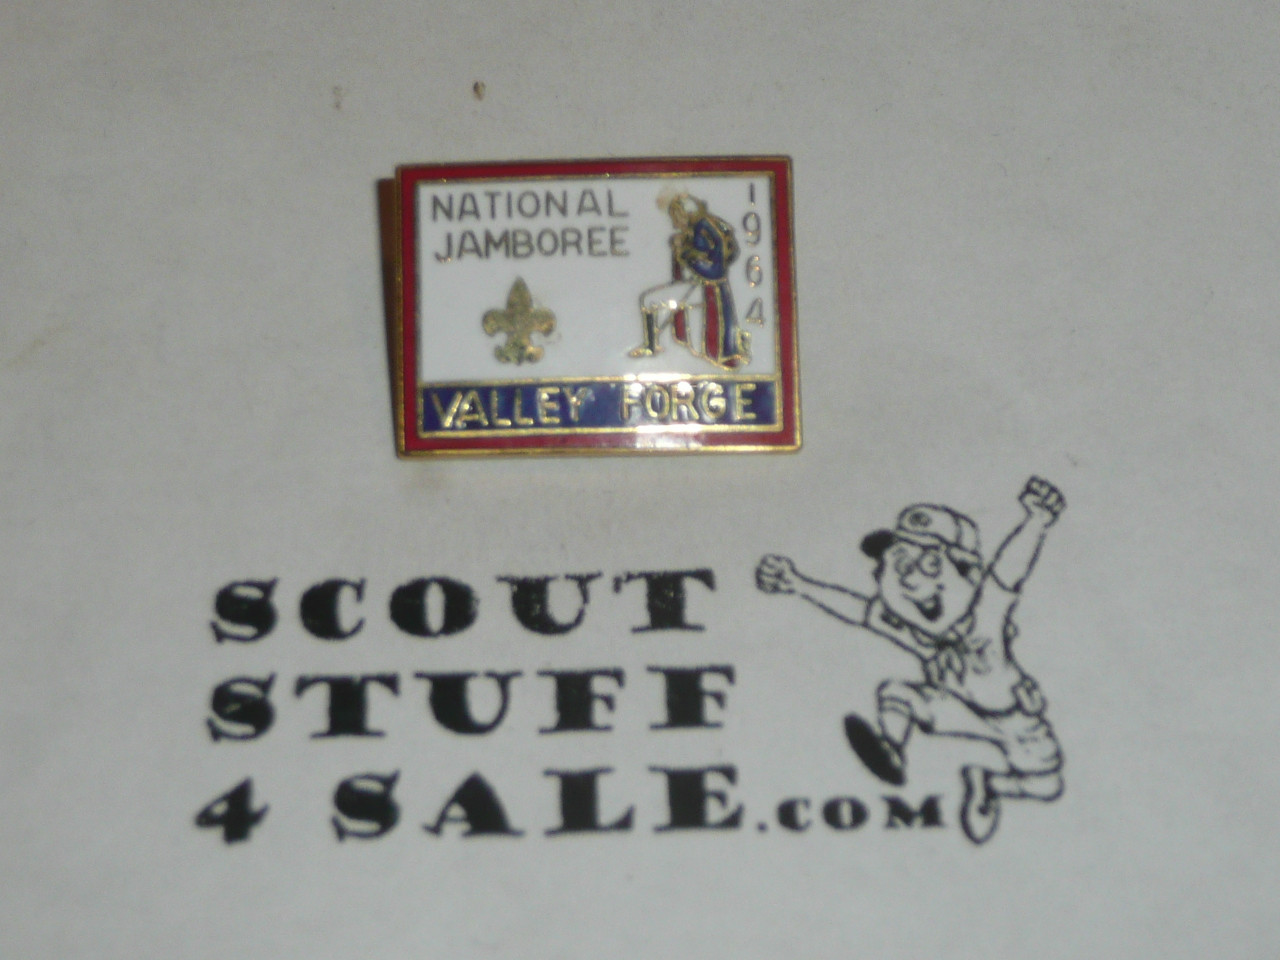 NATIONAL
JAMBOREE
1964
VALLEY FORGE
SCOUT
STUFF
4 SALE.COM